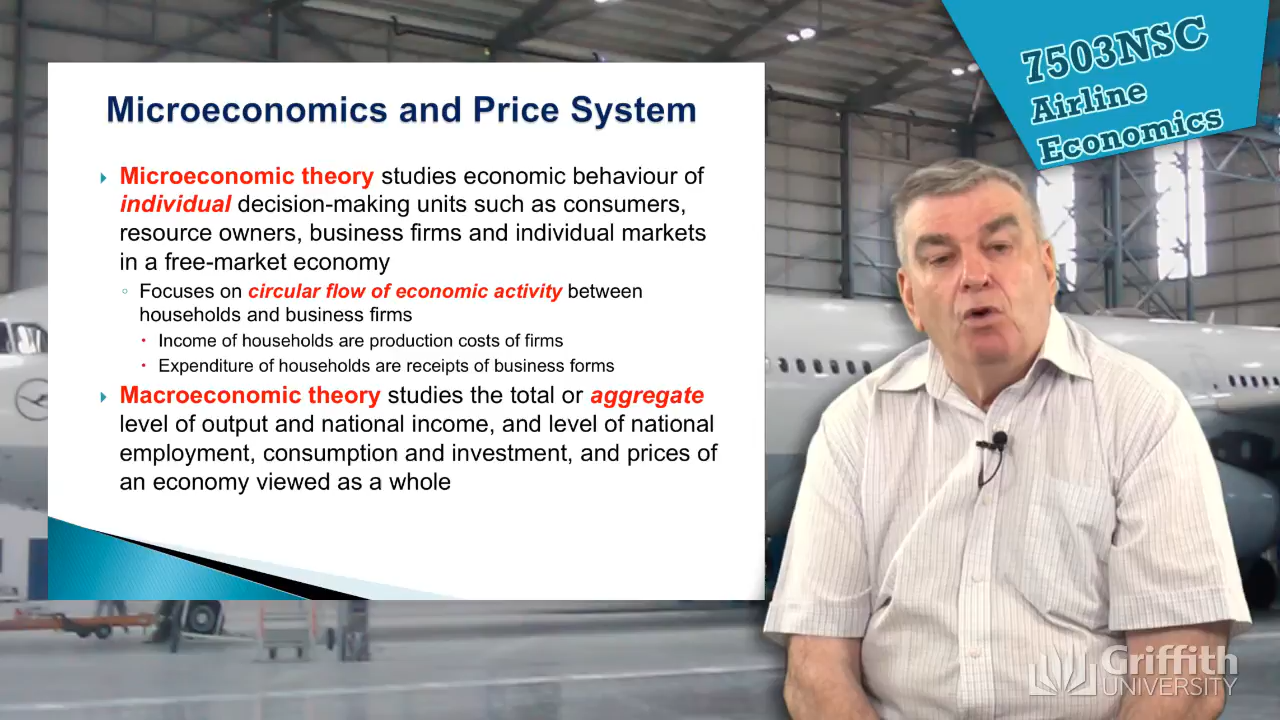 7503NSC
Airline
Economics
Microeconomics and Price System
Microeconomic theory studies economic behaviour of
individual decision-making units such as consumers,
resource owners, business firms and individual markets
in a free-market economy
Focuses on circular flow of economic activity between
households and business firms
Income of households are production costs of firms
Expenditure of households are receipts of business forms
Macroeconomic theory studies the total or aggregate
level of output and national income, and level of national
employment, consumption and investment, and prices of
an economy viewed as a whole
Griffith
UNIVERSITY